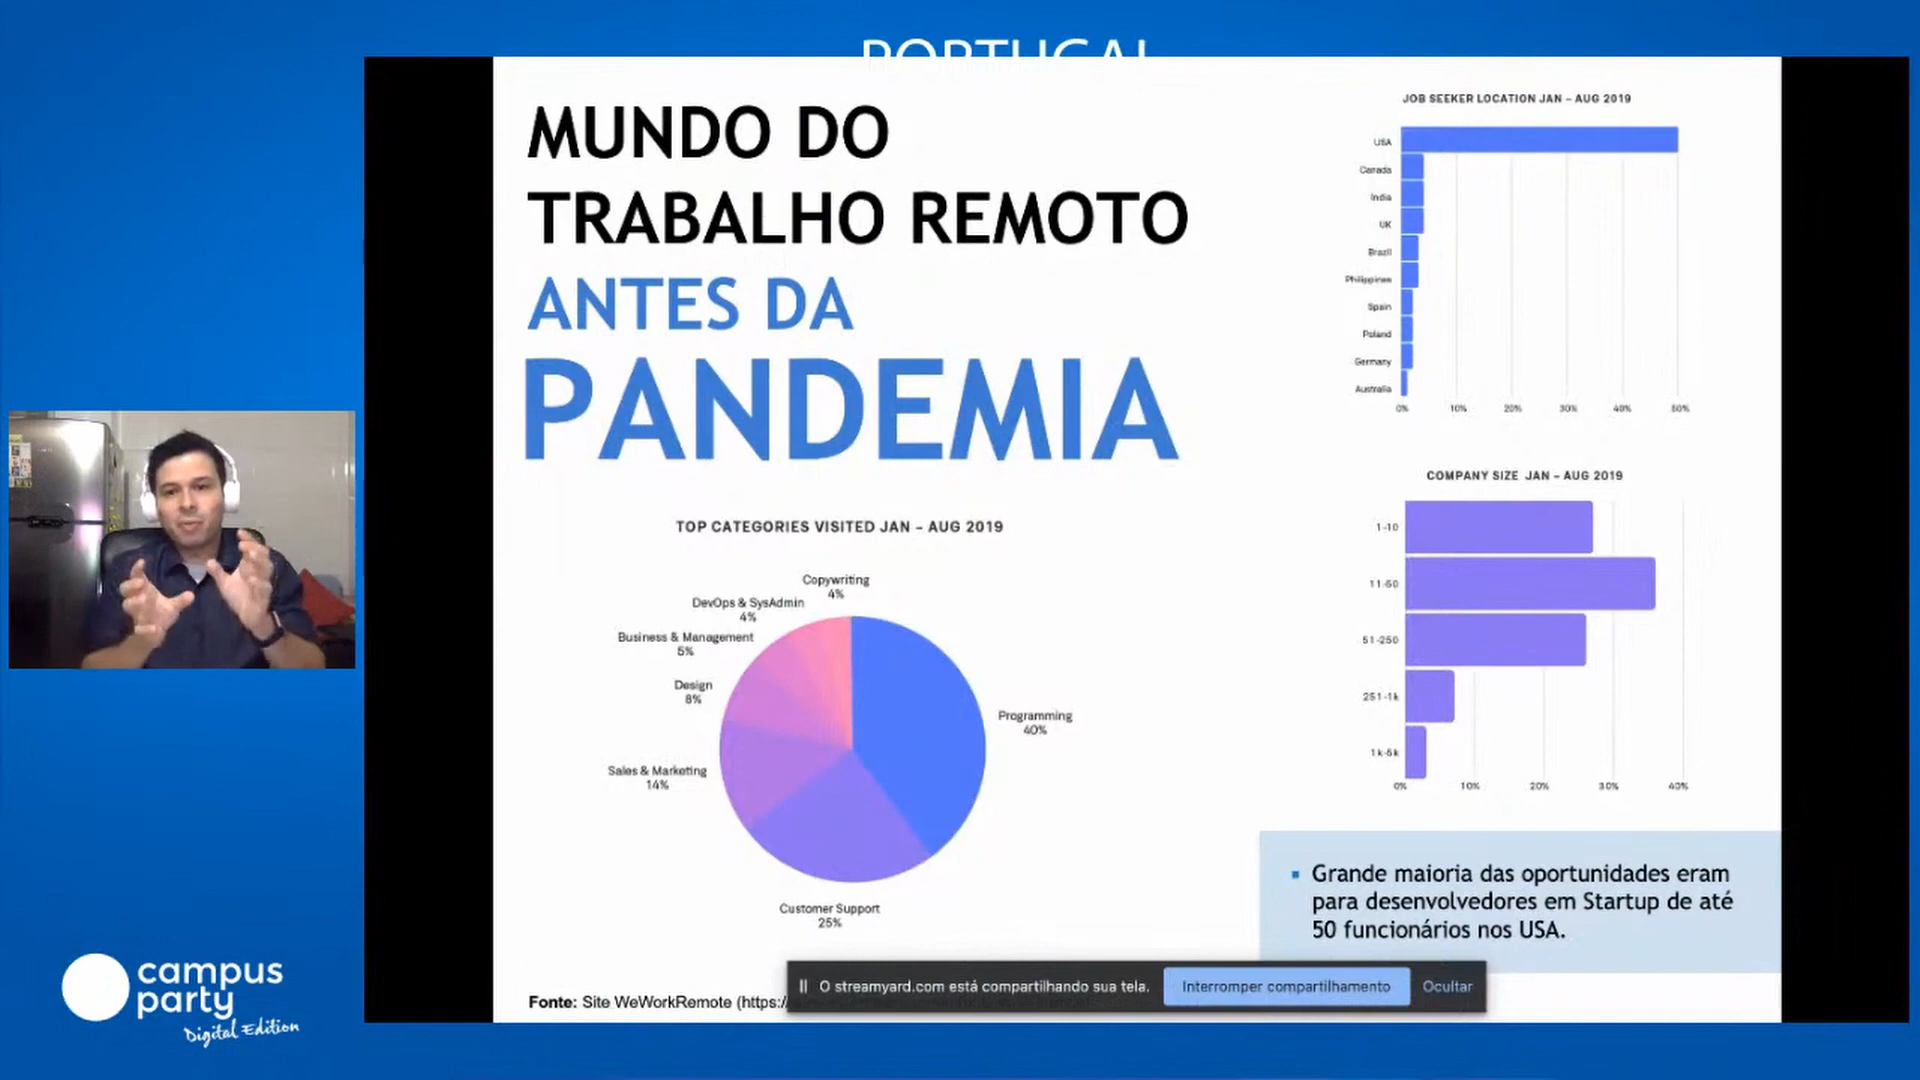 PORTUGAL
MUNDO DO
TRABALHO REMOTO
ANTES DA
PANDEMIA
JOB SEEKER LOCATION JAN – AUG 2019
USA
Canada
India
UK
Brazil
Philippines
Spain
Poland
Germany
Australia
0% 10% 20% 30% 40% 50%
COMPANY SIZE JAN – AUG 2019
1-10
11-50
51-250
251-1k
1k-5k
0% 10% 20% 30% 40%
TOP CATEGORIES VISITED JAN – AUG 2019
Copywriting
4%
DevOps & SysAdmin
4%
Business & Management
5%
Design
8%
Sales & Marketing
14%
Programming
40%
Customer Support
25%
▪ Grande maioria das oportunidades eram
para desenvolvedores em Startup de até
50 funcionários nos USA.
Fonte: Site WeWorkRemote (https:/
O streamyard.com está compartilhando sua tela. Interromper compartilhamento Ocultar
campus
party
Digital Edition